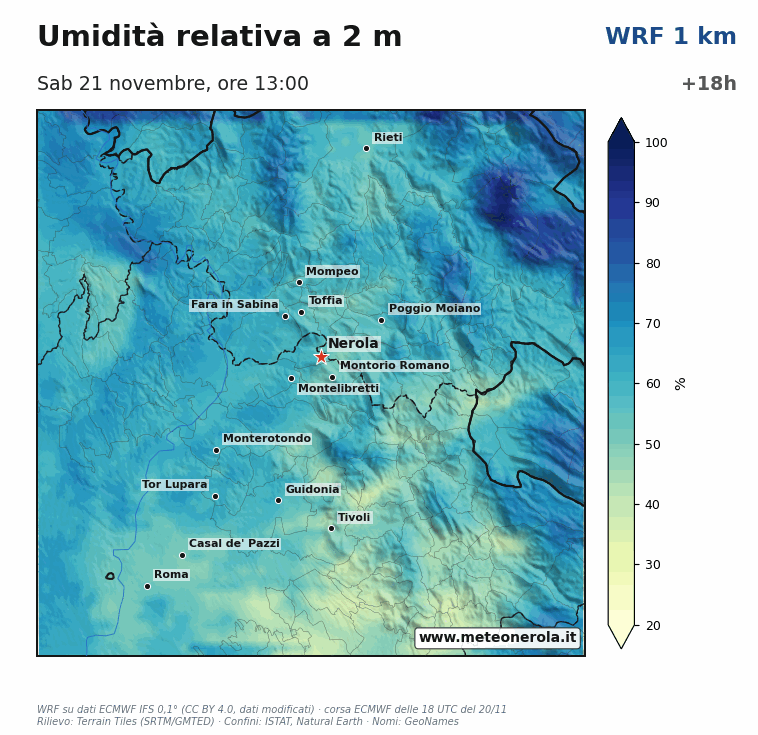 Umidità relativa a 2 m
WRF 1 km
Sab 21 novembre, ore 13:00
+18h
Rieti
Mompeo
Fara in Sabina
Toffia
Poggio Moiano
Nerola
Montorio Romano
Montelibretti
Monterotondo
Tor Lupara
Guidonia
Tivoli
Casal de' Pazzi
Roma
www.meteonerola.it
100
90
80
70
60
50
40
30
20
%
WRF su dati ECMWF IFS 0,1° (CC BY 4.0, dati modificati) · corsa ECMWF delle 18 UTC del 20/11
Rilievo: Terrain Tiles (SRTM/GMTED) · Confini: ISTAT, Natural Earth · Nomi: GeoNames